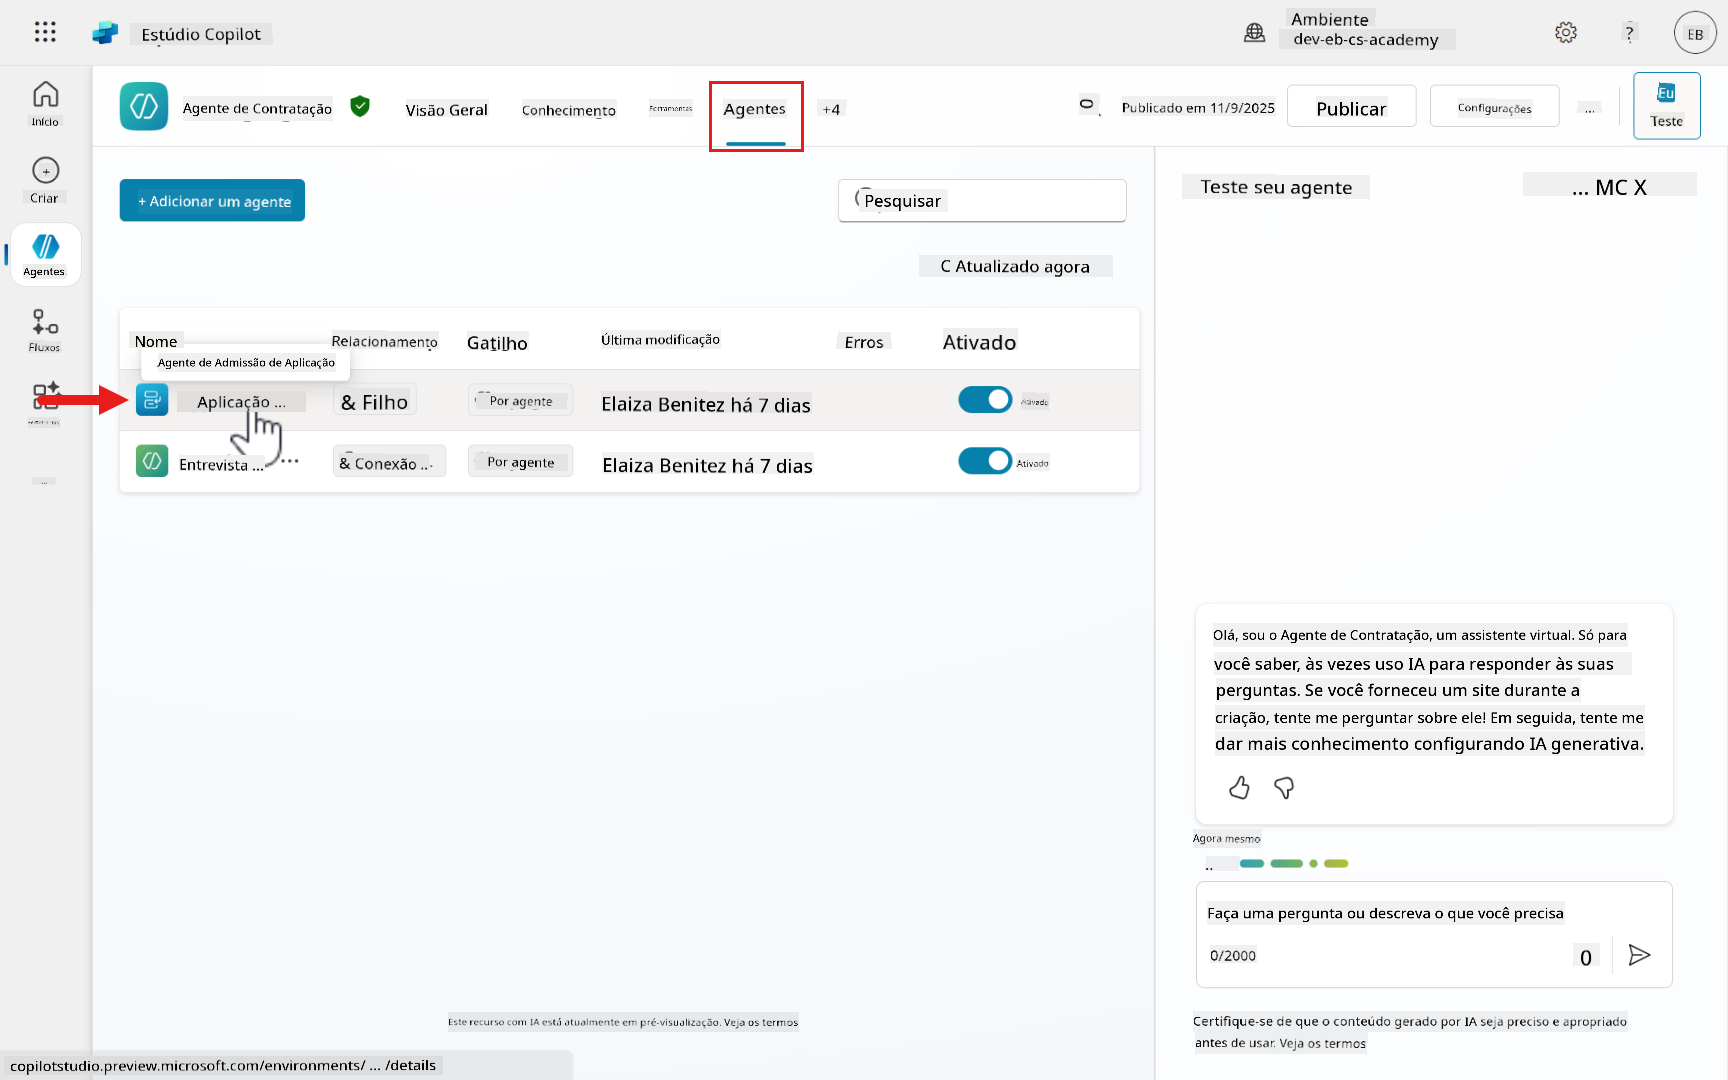 Estúdio Copilot
Ambiente
dev-eb-cs-academy
?
EB
Início
Criar
Agentes
Fluxos
Agente de Contratação
Visão Geral
Conhecimento
Ferramentas
Agentes
+4
Publicado em 11/9/2025
Publicar
Configurações
...
Eu
Teste
+ Adicionar um agente
Pesquisar
C Atualizado agora
Nome
Relacionamento
Gatilho
Última modificação
Erros
Ativado
Agente de Admissão de Aplicação
Aplicação ...
& Filho
Por agente
Elaiza Benitez há 7 dias
Ativado
Entrevista ...
& Conexão ..
Por agente
Elaiza Benitez há 7 dias
Ativado
Teste seu agente
... MC X
Olá, sou o Agente de Contratação, um assistente virtual. Só para
você saber, às vezes uso IA para responder às suas
perguntas. Se você forneceu um site durante a
criação, tente me perguntar sobre ele! Em seguida, tente me
dar mais conhecimento configurando IA generativa.
Agora mesmo
..
Faça uma pergunta ou descreva o que você precisa
0/2000
0
Certifique-se de que o conteúdo gerado por IA seja preciso e apropriado
antes de usar. Veja os termos
Este recurso com IA está atualmente em pré-visualização. Veja os termos
copilotstudio.preview.microsoft.com/environments/ ... /details